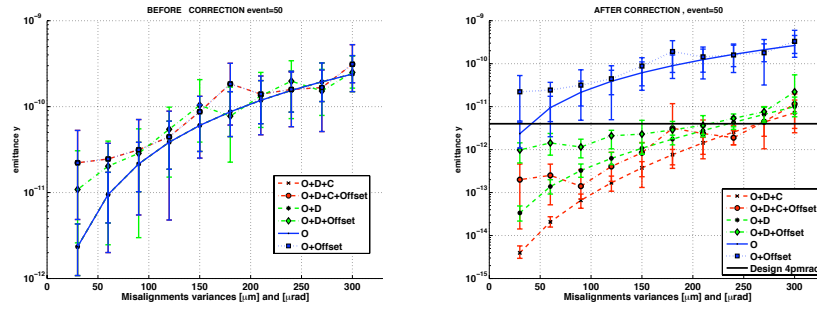 BEFORE CORRECTION event=50
10⁻⁹
10⁻¹⁰
10⁻¹¹
10⁻¹²
emitance y
0 50 100 150 200 250 300
Misalignments variances [μm] and [μrad]
O+D+C
O+D+C+Offset
O+D
O+D+Offset
O
O+Offset
AFTER CORRECTION , event=50
10⁻⁹
10⁻¹⁰
10⁻¹¹
10⁻¹²
10⁻¹³
10⁻¹⁴
10⁻¹⁵
emittance y
0 50 100 150 200 250 300
Misalignments variances [μm] and [μrad]
O+D+C
O+D+C+Offset
O+D
O+D+Offset
O
O+Offset
Design 4pmrad